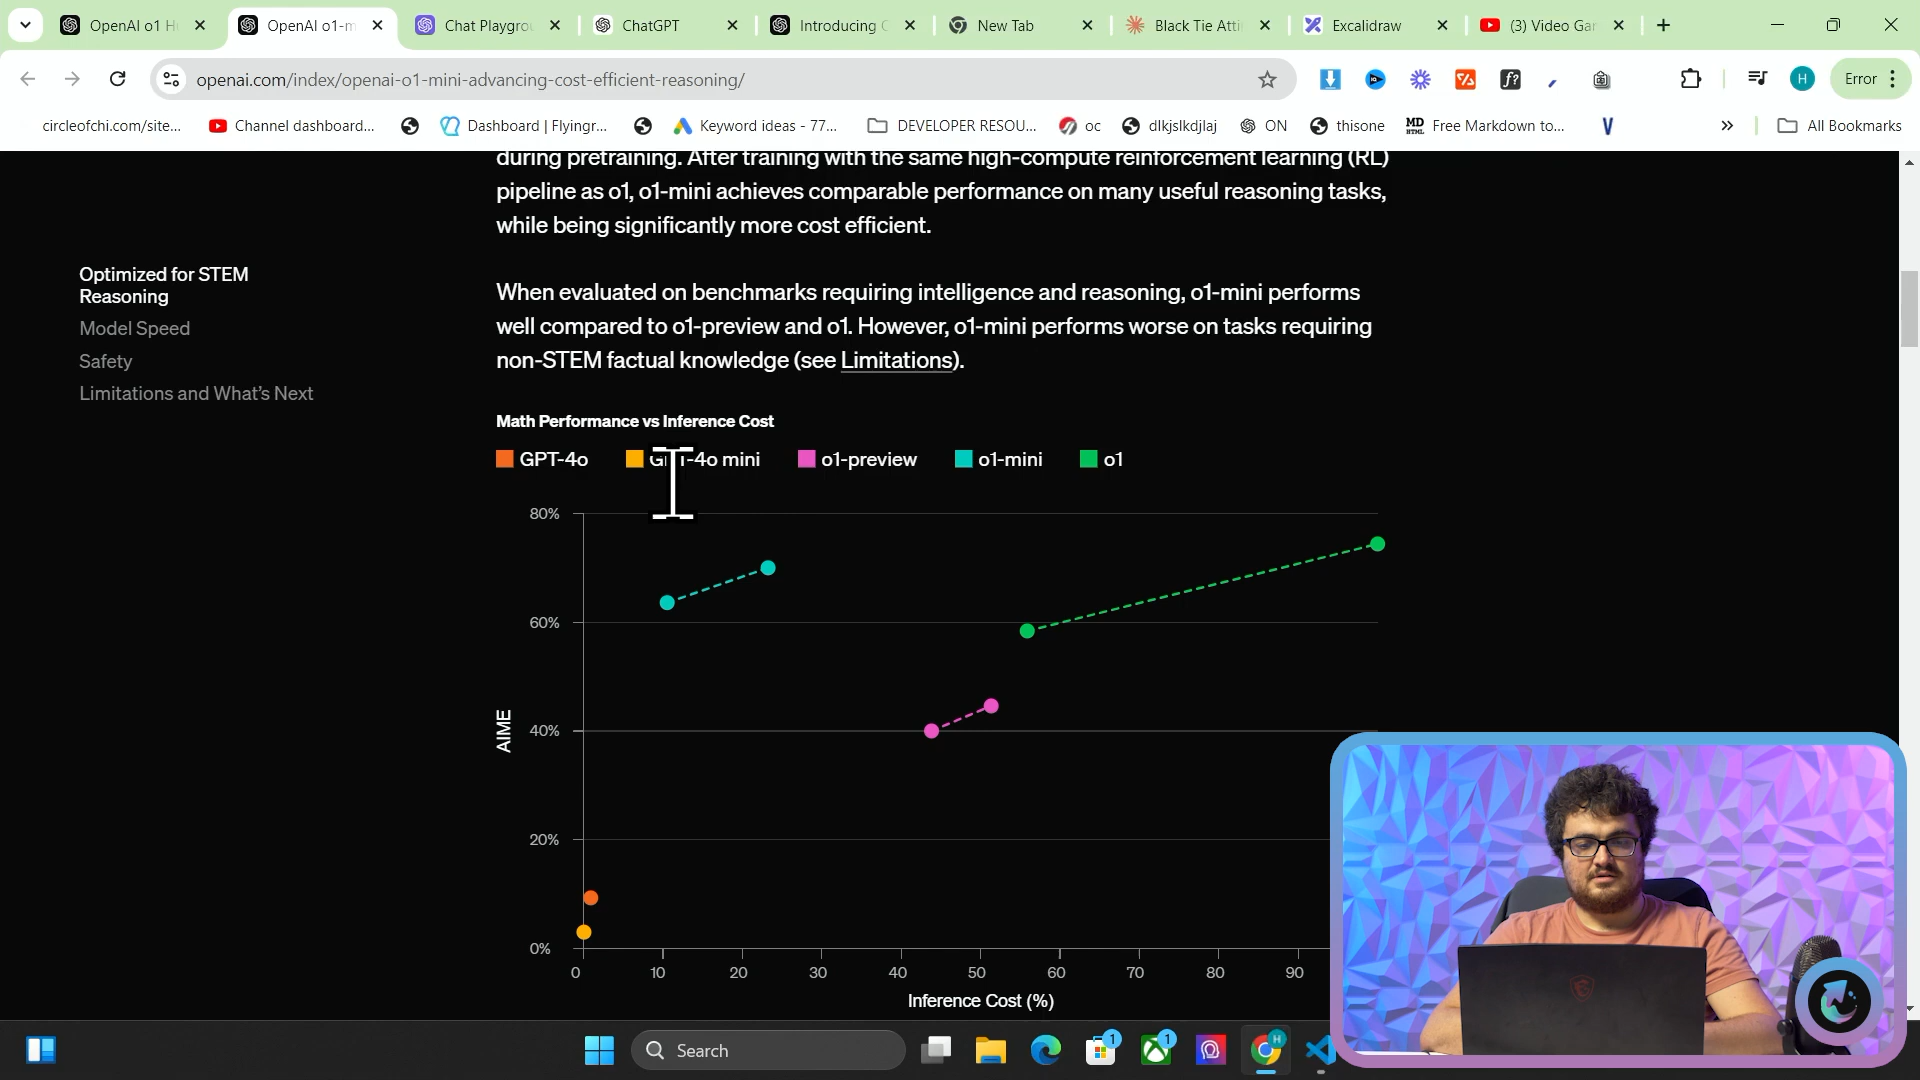 OpenAI o1 H
OpenAI o1-m
Chat Playgrou
ChatGPT
Introducing
New Tab
Black Tie Atti
Excalidraw
(3) Video Gar
openai.com/index/openai-o1-mini-advancing-cost-efficient-reasoning/
f?
H
Error
circleofchi.com/site...
Channel dashboard...
Dashboard | Flyingr...
Keyword ideas - 77...
DEVELOPER RESOU...
oc
dlkjslkdjlaj
ON
thisone
MD
Free Markdown to...
V
All Bookmarks
during pretraining. After training with the same high-compute reinforcement learning (RL)
pipeline as o1, o1-mini achieves comparable performance on many useful reasoning tasks,
while being significantly more cost efficient.
Optimized for STEM
Reasoning
Model Speed
Safety
Limitations and What's Next
When evaluated on benchmarks requiring intelligence and reasoning, o1-mini performs
well compared to o1-preview and o1. However, o1-mini performs worse on tasks requiring
non-STEM factual knowledge (see Limitations).
Math Performance vs Inference Cost
GPT-4o
GPT-4o mini
o1-preview
o1-mini
o1
80%
60%
40%
20%
0%
AIME
0 10 20 30 40 50 60 70 80 90
Inference Cost (%)
Search
1
1
H